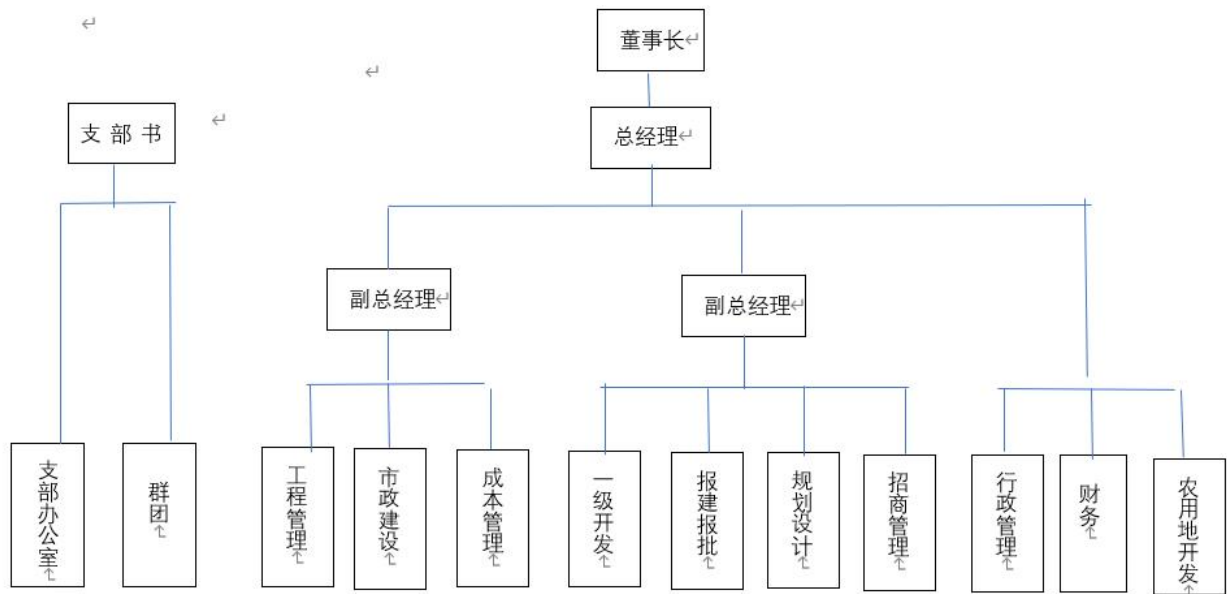 董事长
支 部 书
总经理
副总经理
副总经理
支部办公室
群团
工程管理
市政建设
成本管理
一级开发
报建报批
规划设计
招商管理
行政管理
财务
农用地开发